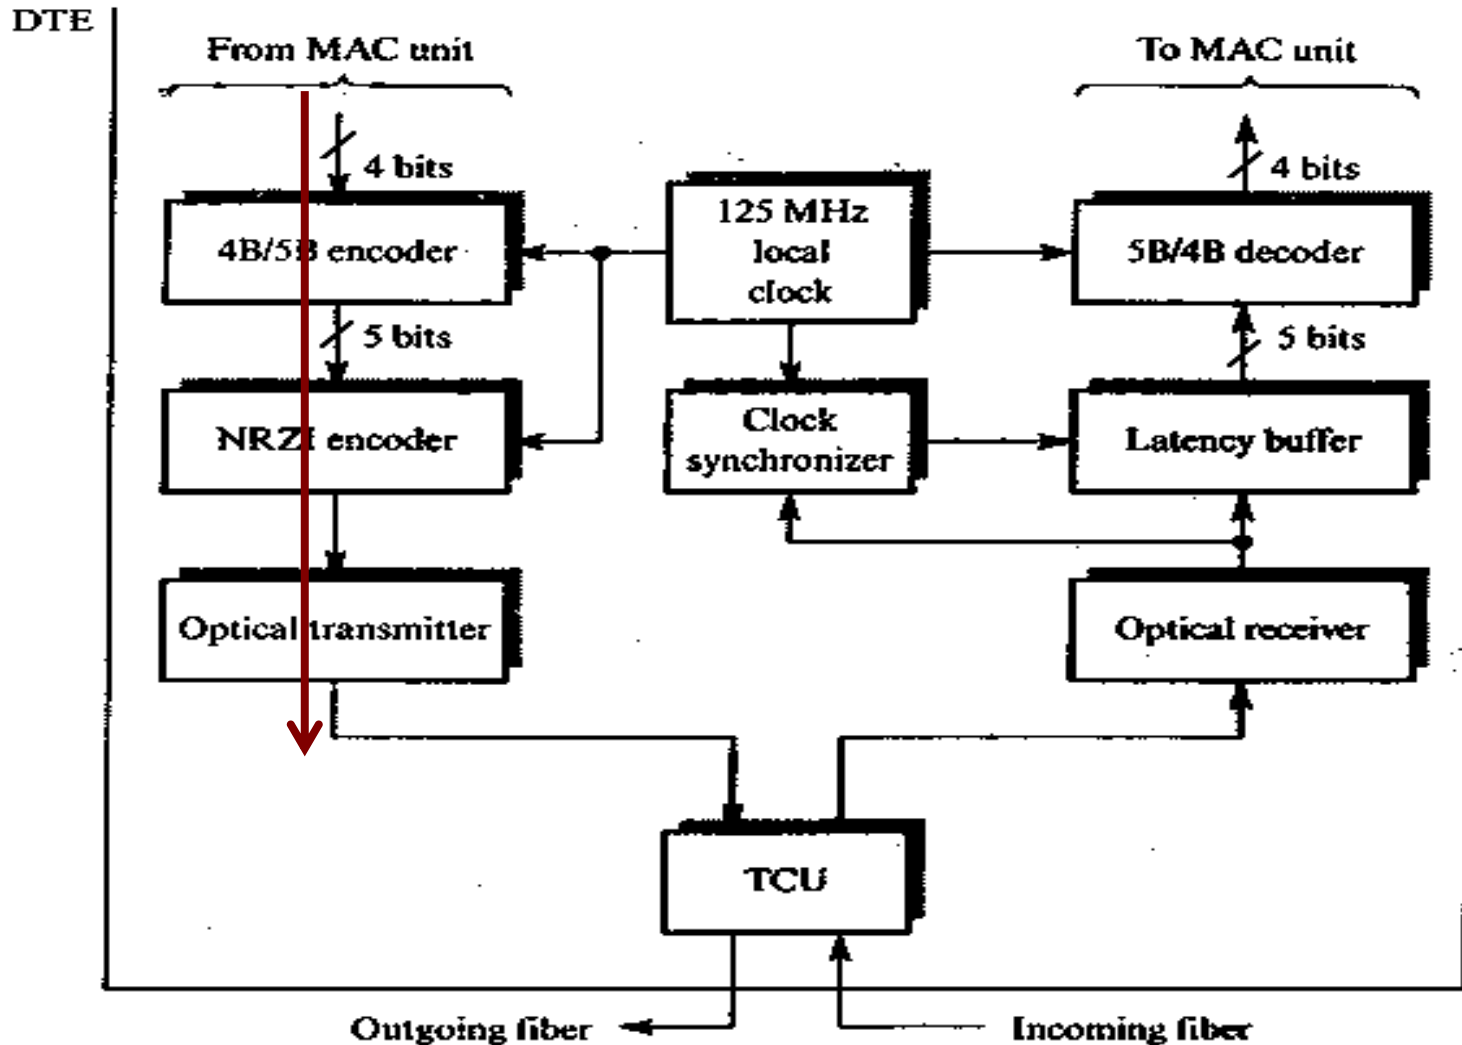 DTE
From MAC unit
To MAC unit
4 bits
4 bits
4B/5B encoder
125 MHz
local
clock
5B/4B decoder
5 bits
5 bits
NRZI encoder
Clock
synchronizer
Latency buffer
Optical transmitter
Optical receiver
TCU
Outgoing fiber
Incoming fiber